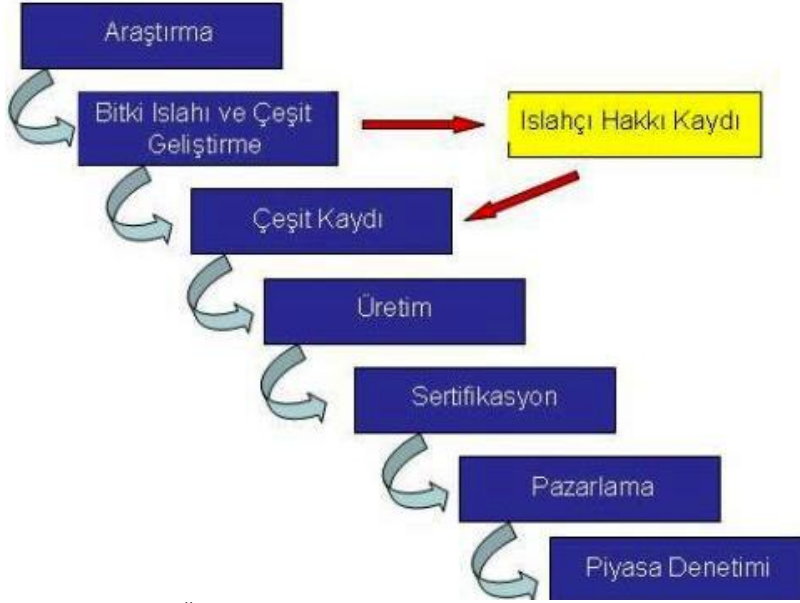 Araştırma
Bitki Islahı ve Çeşit
Geliştirme
Islahçı Hakkı Kaydı
Çeşit Kaydı
Üretim
Sertifikasyon
Pazarlama
Piyasa Denetimi